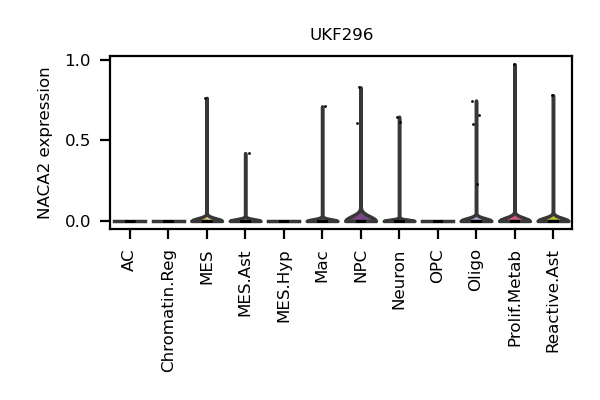 UKF296
NACA2 expression
1.0
0.5
0.0
AC
Chromatin.Reg
MES
MES.Ast
MES.Hyp
Mac
NPC
Neuron
OPC
Oligo
Prolif.Metab
Reactive.Ast